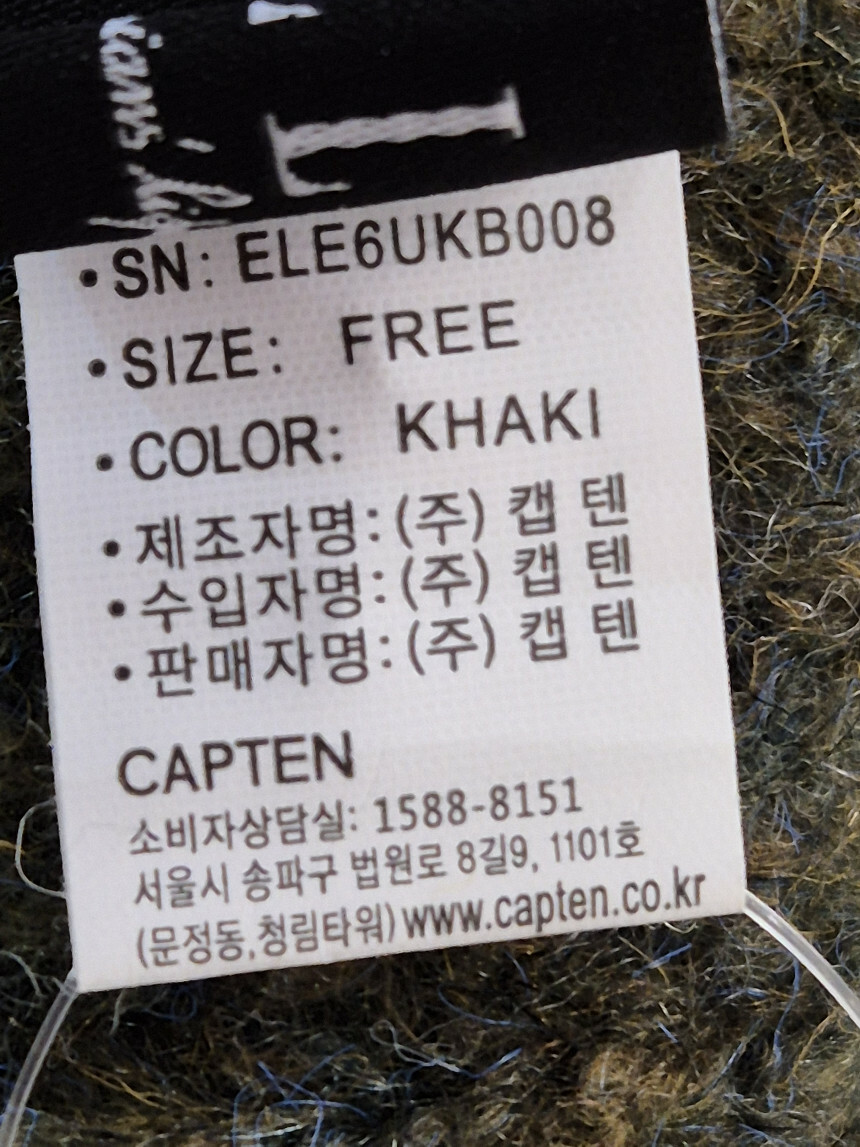 • SN: ELE6UKB008
• SIZE: FREE
• COLOR: KHAKI
• 제조자명: (주) 캡 텐
• 수입자명: (주) 캡 텐
• 판매자명: (주) 캡 텐
CAPTEN
소비자상담실: 1588-8151
서울시 송파구 법원로 8길9, 1101호
(문정동,청림타워) www.capten.co.kr